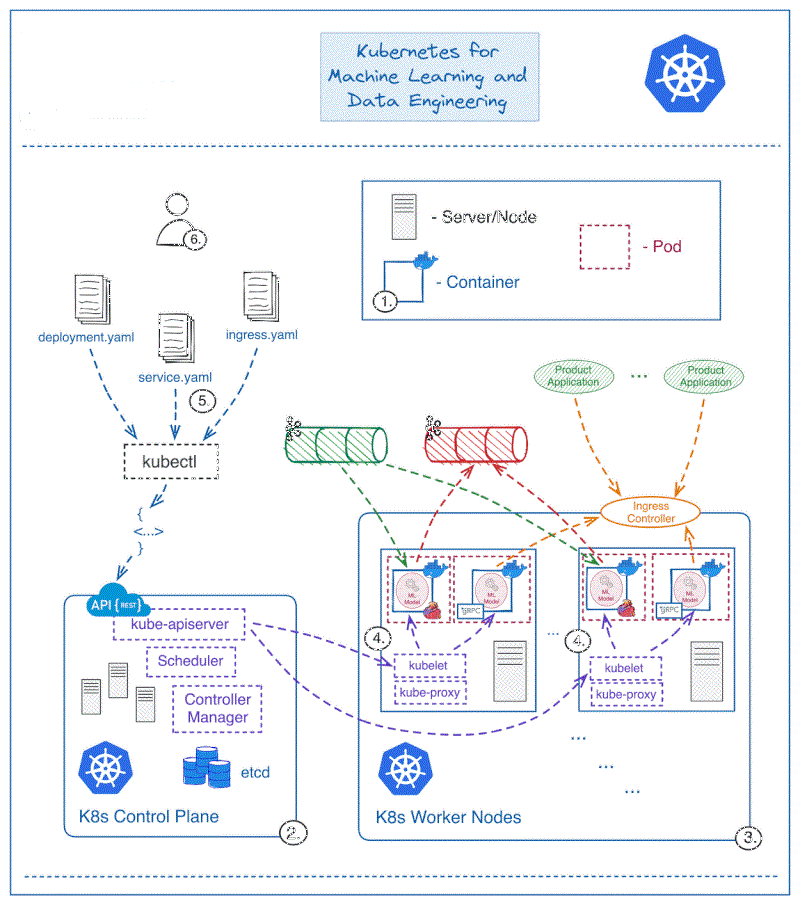 Kubernetes for
Machine Learning and
Data Engineering
- Server/Node
- Pod
1.
- Container
6.
deployment.yaml
service.yaml
ingress.yaml
5.
kubectl
{
<...>
}
Product
Application
...
Product
Application
Ingress
Controller
API {REST}
kube-apiserver
Scheduler
Controller
Manager
etcd
K8s Control Plane
2.
ML
Model
ML
Model
gRPC
4.
kubelet
kube-proxy
...
ML
Model
ML
Model
gRPC
4.
kubelet
kube-proxy
...
...
...
K8s Worker Nodes
3.